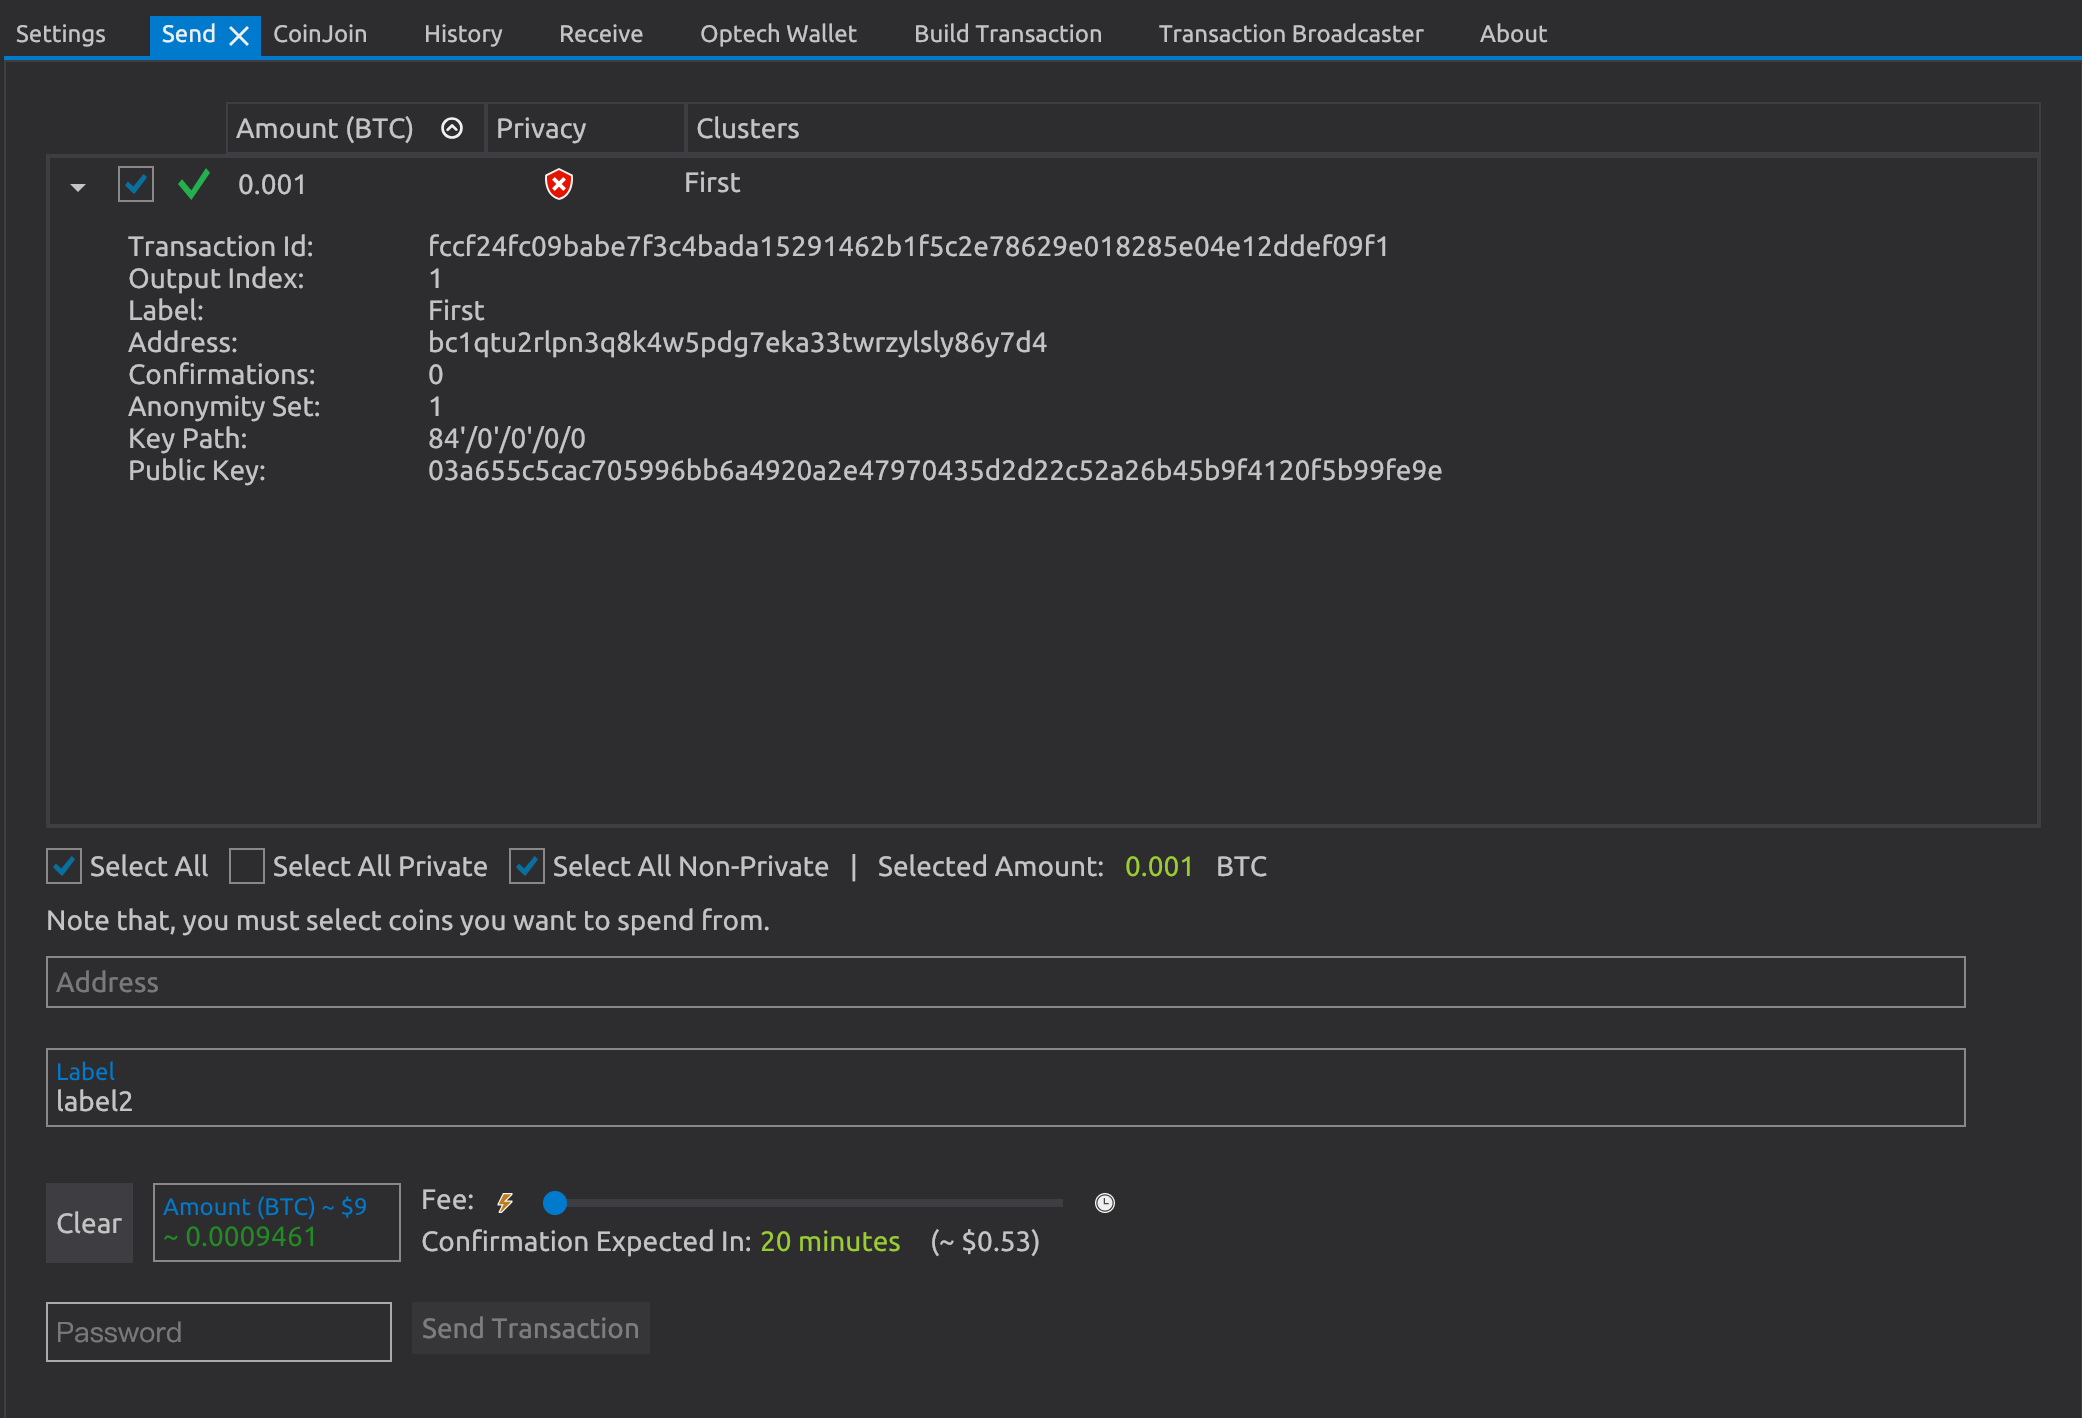 Settings Send CoinJoin History Receive Optech Wallet Build Transaction Transaction Broadcaster About
Amount (BTC) Privacy Clusters
0.001 First
Transaction Id: fccf24fc09babe7f3c4bada15291462b1f5c2e78629e018285e04e12ddef09f1
Output Index: 1
Label: First
Address: bc1qtu2rlpn3q8k4w5pdg7eka33twrzylsly86y7d4
Confirmations: 0
Anonymity Set: 1
Key Path: 84'/0'/0'/0/0
Public Key: 03a655c5cac705996bb6a4920a2e47970435d2d22c52a26b45b9f4120f5b99fe9e
Select All Select All Private Select All Non-Private | Selected Amount: 0.001 BTC
Note that, you must select coins you want to spend from.
Address
Label
label2
Clear
Amount (BTC) ~ $9
~ 0.0009461
Fee:
Confirmation Expected In: 20 minutes (~ $0.53)
Password
Send Transaction